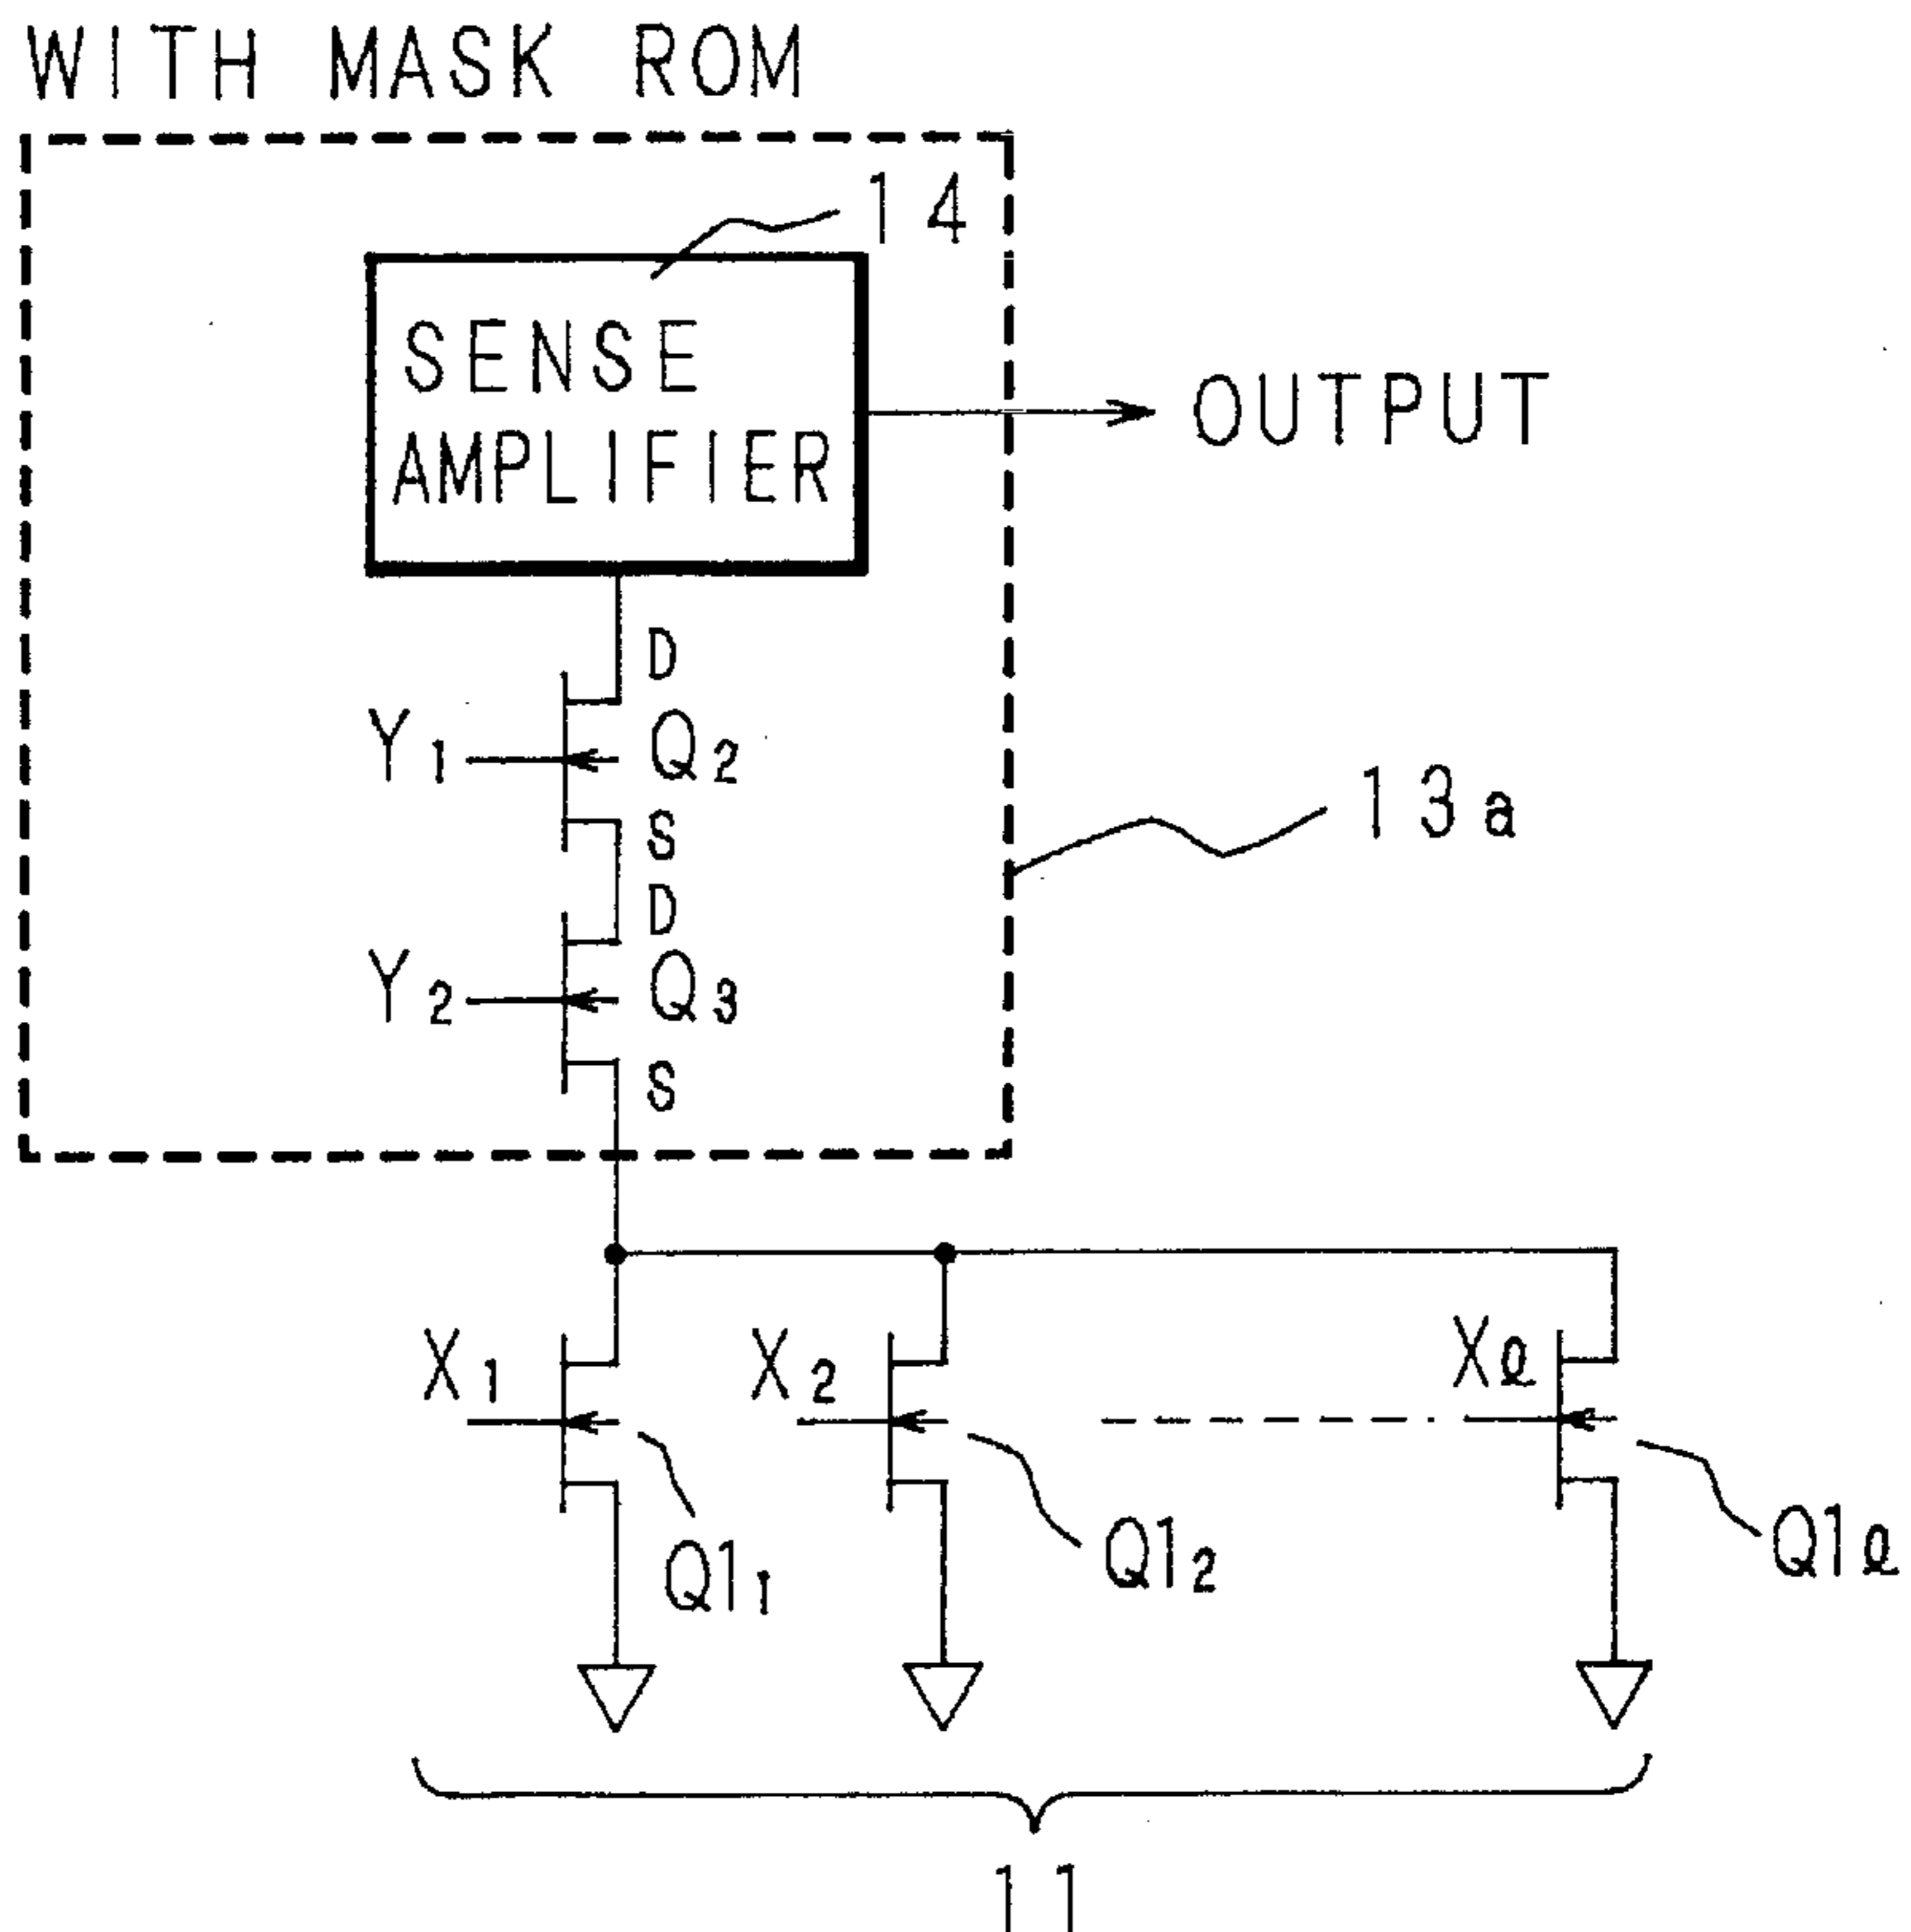 WITH MASK ROM
14
SENSE
AMPLIFIER
OUTPUT
D
Y1
Q2
S
13a
D
Y2
Q3
S
X1
X2
Xℓ
Q11
Q12
Q1ℓ
11